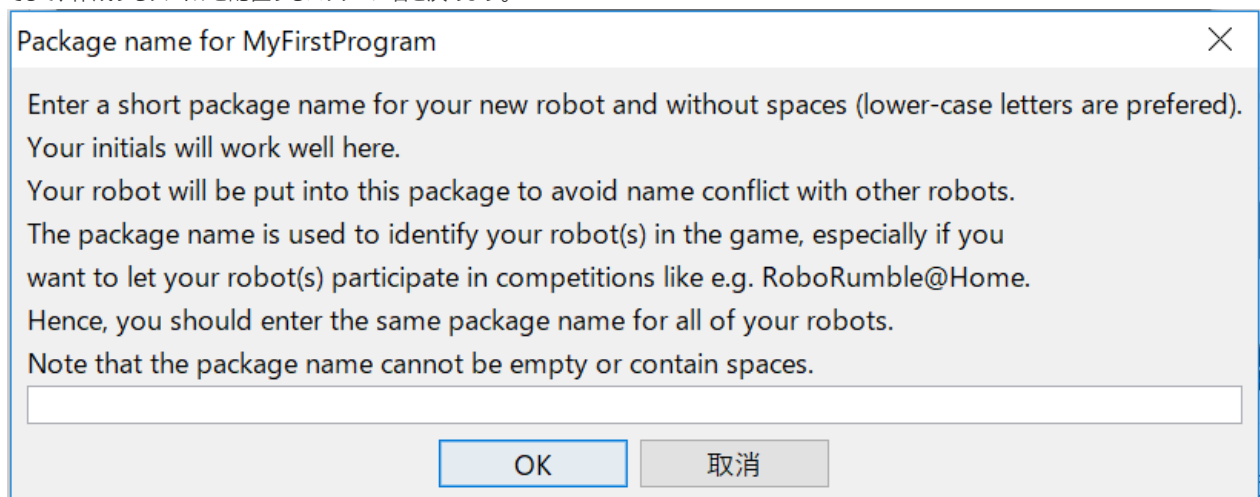 Package name for MyFirstProgram
Enter a short package name for your new robot and without spaces (lower-case letters are prefered).
Your initials will work well here.
Your robot will be put into this package to avoid name conflict with other robots.
The package name is used to identify your robot(s) in the game, especially if you
want to let your robot(s) participate in competitions like e.g. RoboRumble@Home.
Hence, you should enter the same package name for all of your robots.
Note that the package name cannot be empty or contain spaces.
OK 取消